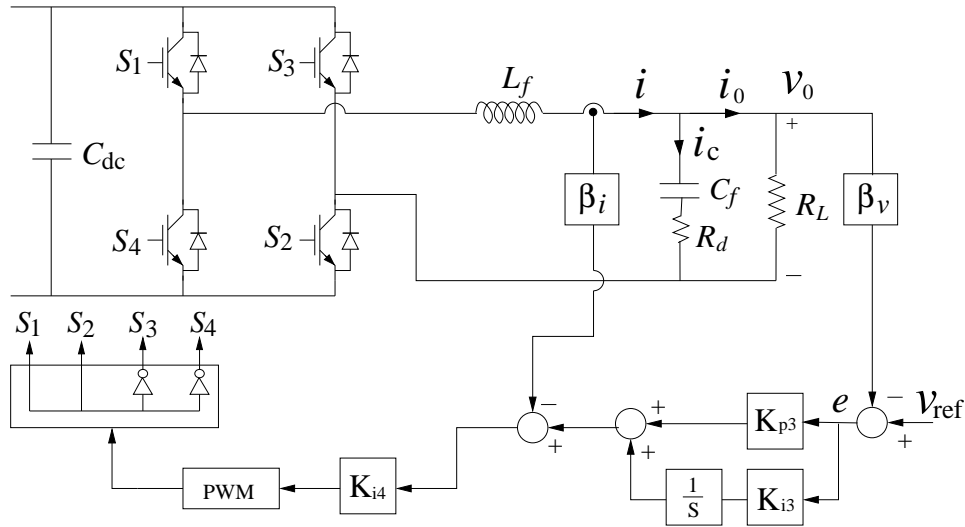 S1 S3 Lf i i0 v0
+
Cdc ic
βi Cf RL βv
S4 S2 Rd
−
S1 S2 S3 S4
− + Kp3 e − vref
+ + +
PWM Ki4 1/S Ki3